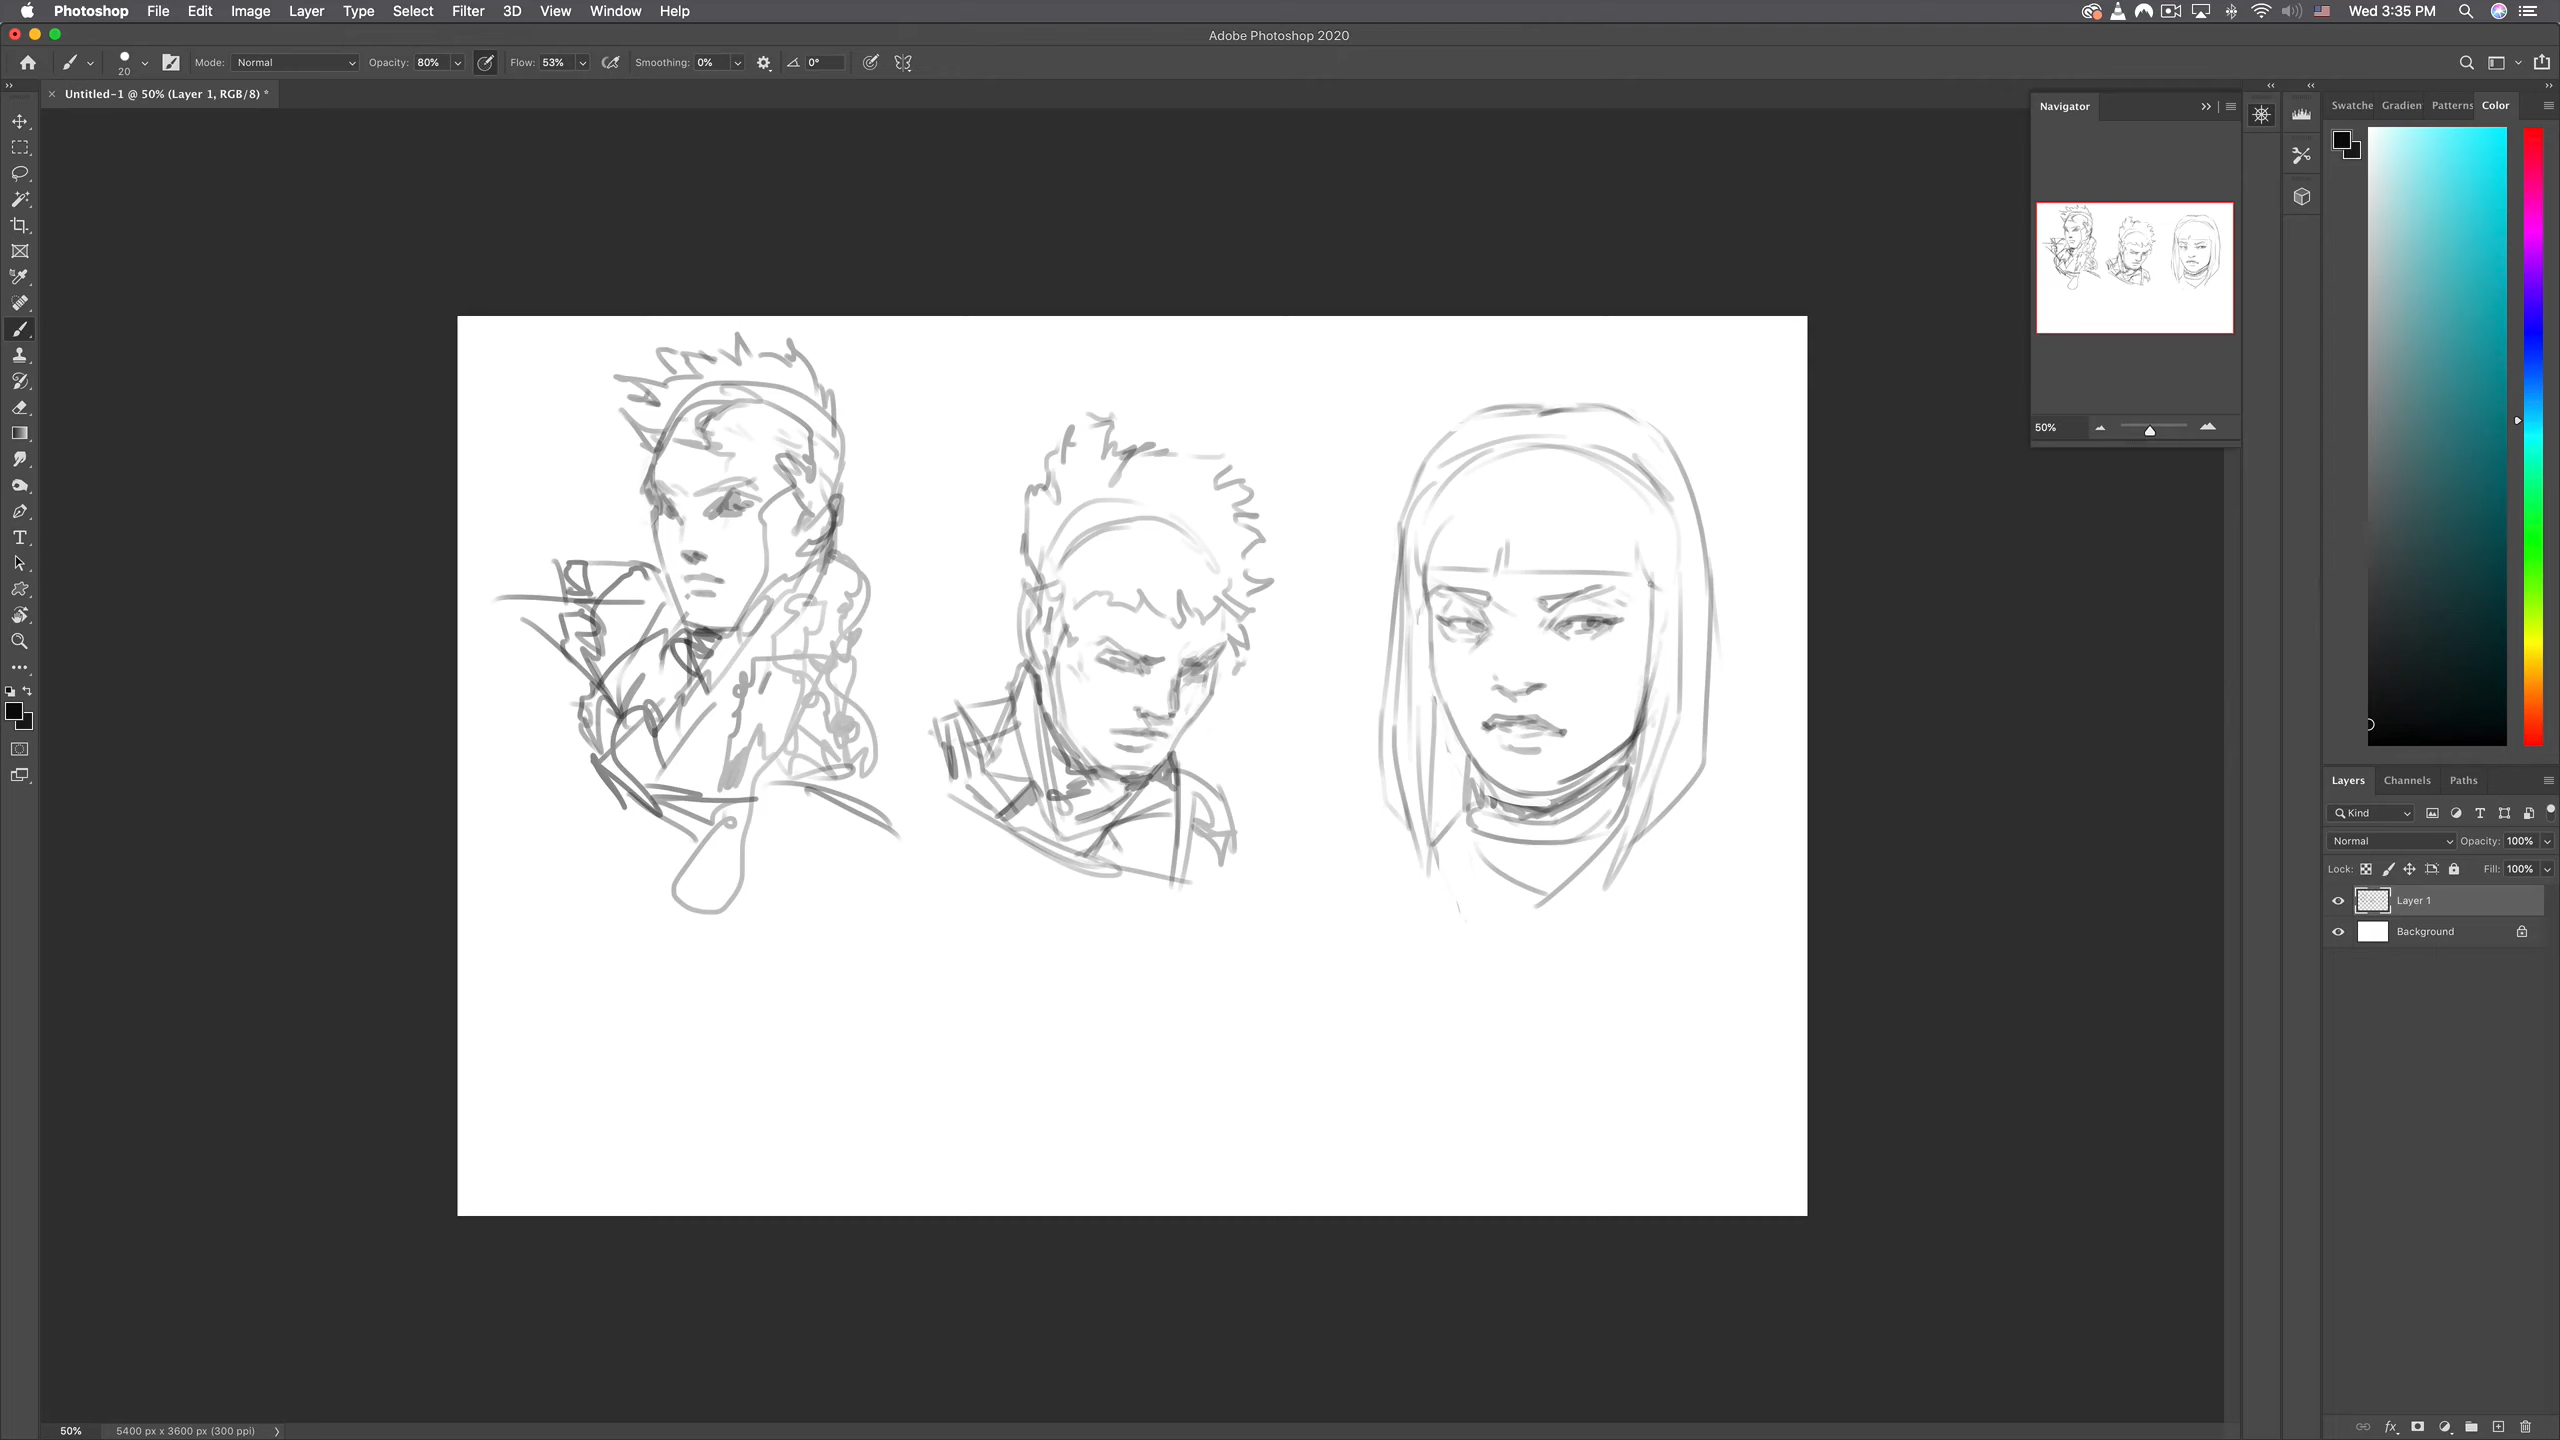 Photoshop File Edit Image Layer Type Select Filter 3D View Window Help Wed 3:35 PM
Adobe Photoshop 2020
20 Mode: Normal Opacity: 80% Flow: 53% Smoothing: 0% 0°
Untitled-1 @ 50% (Layer 1, RGB/8) *
Navigator
50%
Swatche Gradien Patterns Color
Layers Channels Paths
Kind
Normal Opacity: 100%
Lock: Fill: 100%
Layer 1
Background
50% 5400 px x 3600 px (300 ppi)